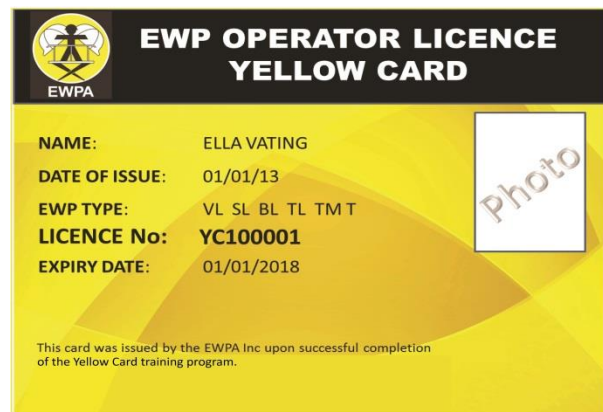 EWP OPERATOR LICENCE
YELLOW CARD
EWPA
NAME: ELLA VATING
DATE OF ISSUE: 01/01/13
EWP TYPE: VL SL BL TL TM T
LICENCE No: YC100001
EXPIRY DATE: 01/01/2018
Photo
This card was issued by the EWPA Inc upon successful completion
of the Yellow Card training program.